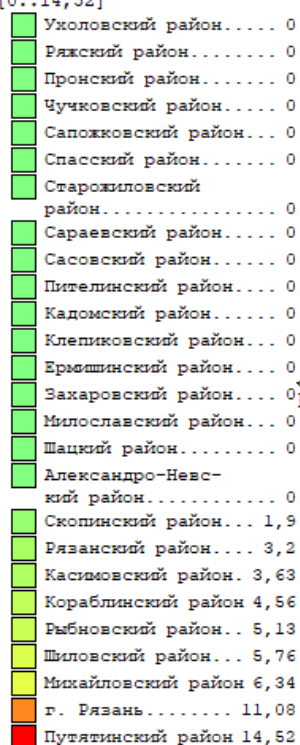 [0..14,52]
Ухоловский район..... 0
Ряжский район........ 0
Пронский район....... 0
Чучковский район..... 0
Сапожковский район... 0
Спасский район....... 0
Старожиловский
район................ 0
Сараевский район..... 0
Сасовский район...... 0
Пителинский район.... 0
Кадомский район...... 0
Клепиковский район... 0
Ермишинский район.... 0
Захаровский район.... 0
Милославский район... 0
Шацкий район......... 0
Александро-Невс-
кий район............ 0
Скопинский район... 1,9
Рязанский район.... 3,2
Касимовский район. 3,63
Кораблинский район 4,56
Рыбновский район.. 5,13
Шиловский район... 5,76
Михайловский район 6,34
г. Рязань........ 11,08
Путятинский район 14,52